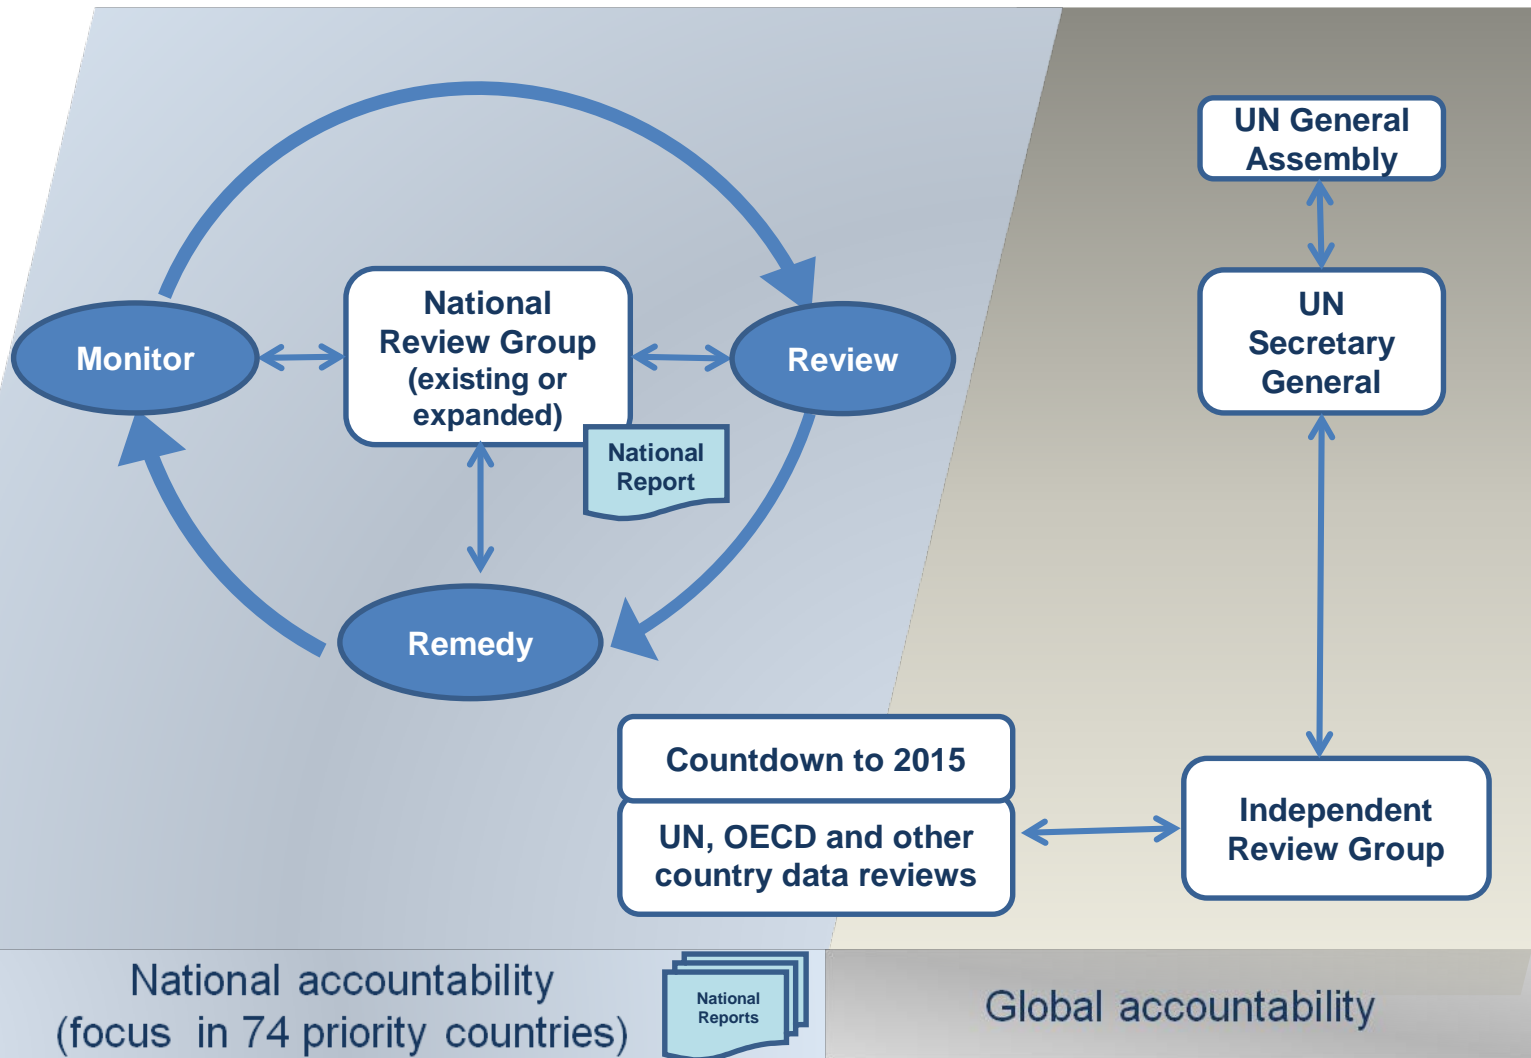 UN General
Assembly
National
Review Group
(existing or
expanded)
Monitor
Review
UN
Secretary
General
National
Report
Remedy
Countdown to 2015
UN, OECD and other
country data reviews
Independent
Review Group
National accountability
(focus in 74 priority countries)
National
Reports
Global accountability